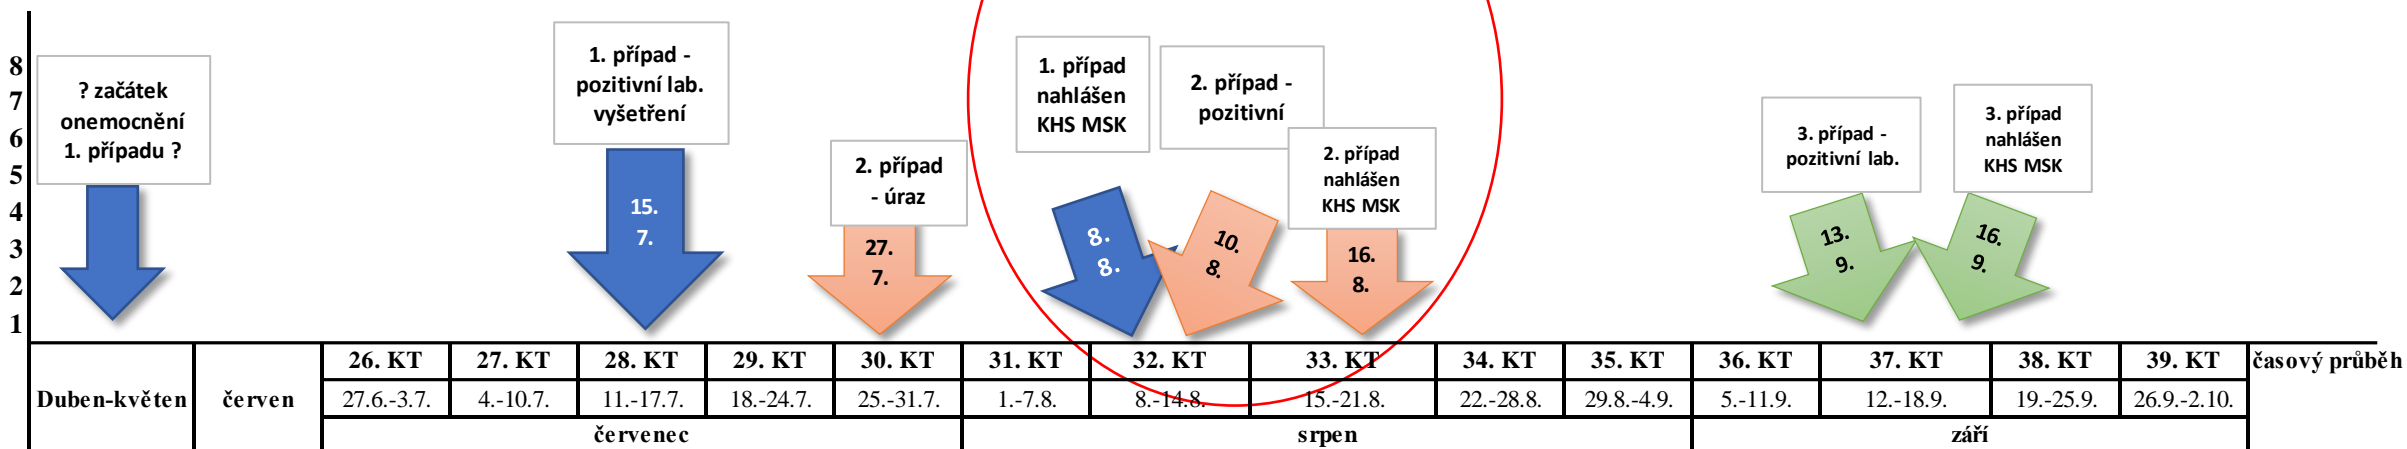 8
7
6
5
4
3
2
1
? začátek
onemocnění
1. případu ?
1. případ -
pozitivní lab.
vyšetření
15.
7.
2. případ
- úraz
27.
7.
1. případ
nahlášen
KHS MSK
8.
8.
2. případ -
pozitivní
10.
8.
2. případ
nahlášen
KHS MSK
16.
8.
3. případ -
pozitivní lab.
13.
9.
3. případ
nahlášen
KHS MSK
16.
9.
26. KT 27. KT 28. KT 29. KT 30. KT 31. KT 32. KT 33. KT 34. KT 35. KT 36. KT 37. KT 38. KT 39. KT časový průběh
Duben-květen červen 27.6.-3.7. 4.-10.7. 11.-17.7. 18.-24.7. 25.-31.7. 1.-7.8. 8.-14.8. 15.-21.8. 22.-28.8. 29.8.-4.9. 5.-11.9. 12.-18.9. 19.-25.9. 26.9.-2.10.
červenec srpen září